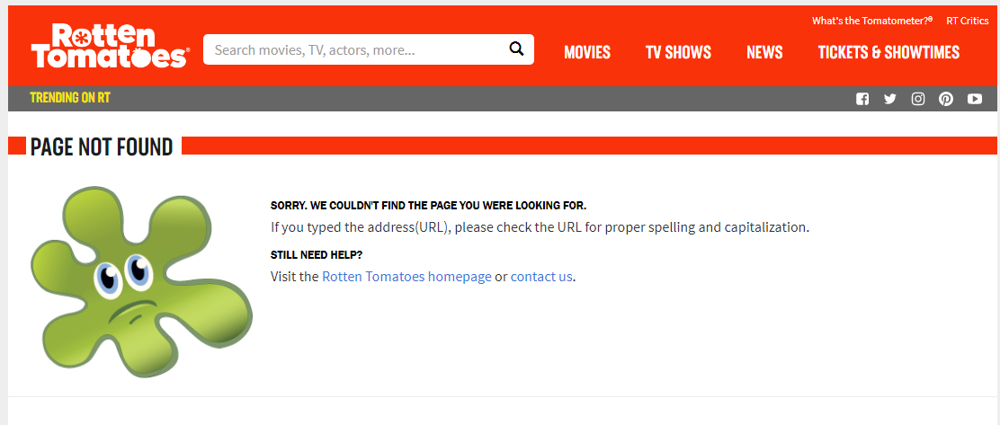 What's the Tomatometer?® RT Critics
Rotten
Tomatoes®
Search movies, TV, actors, more...
MOVIES TV SHOWS NEWS TICKETS & SHOWTIMES
TRENDING ON RT
PAGE NOT FOUND
SORRY. WE COULDN'T FIND THE PAGE YOU WERE LOOKING FOR.
If you typed the address(URL), please check the URL for proper spelling and capitalization.
STILL NEED HELP?
Visit the Rotten Tomatoes homepage or contact us.